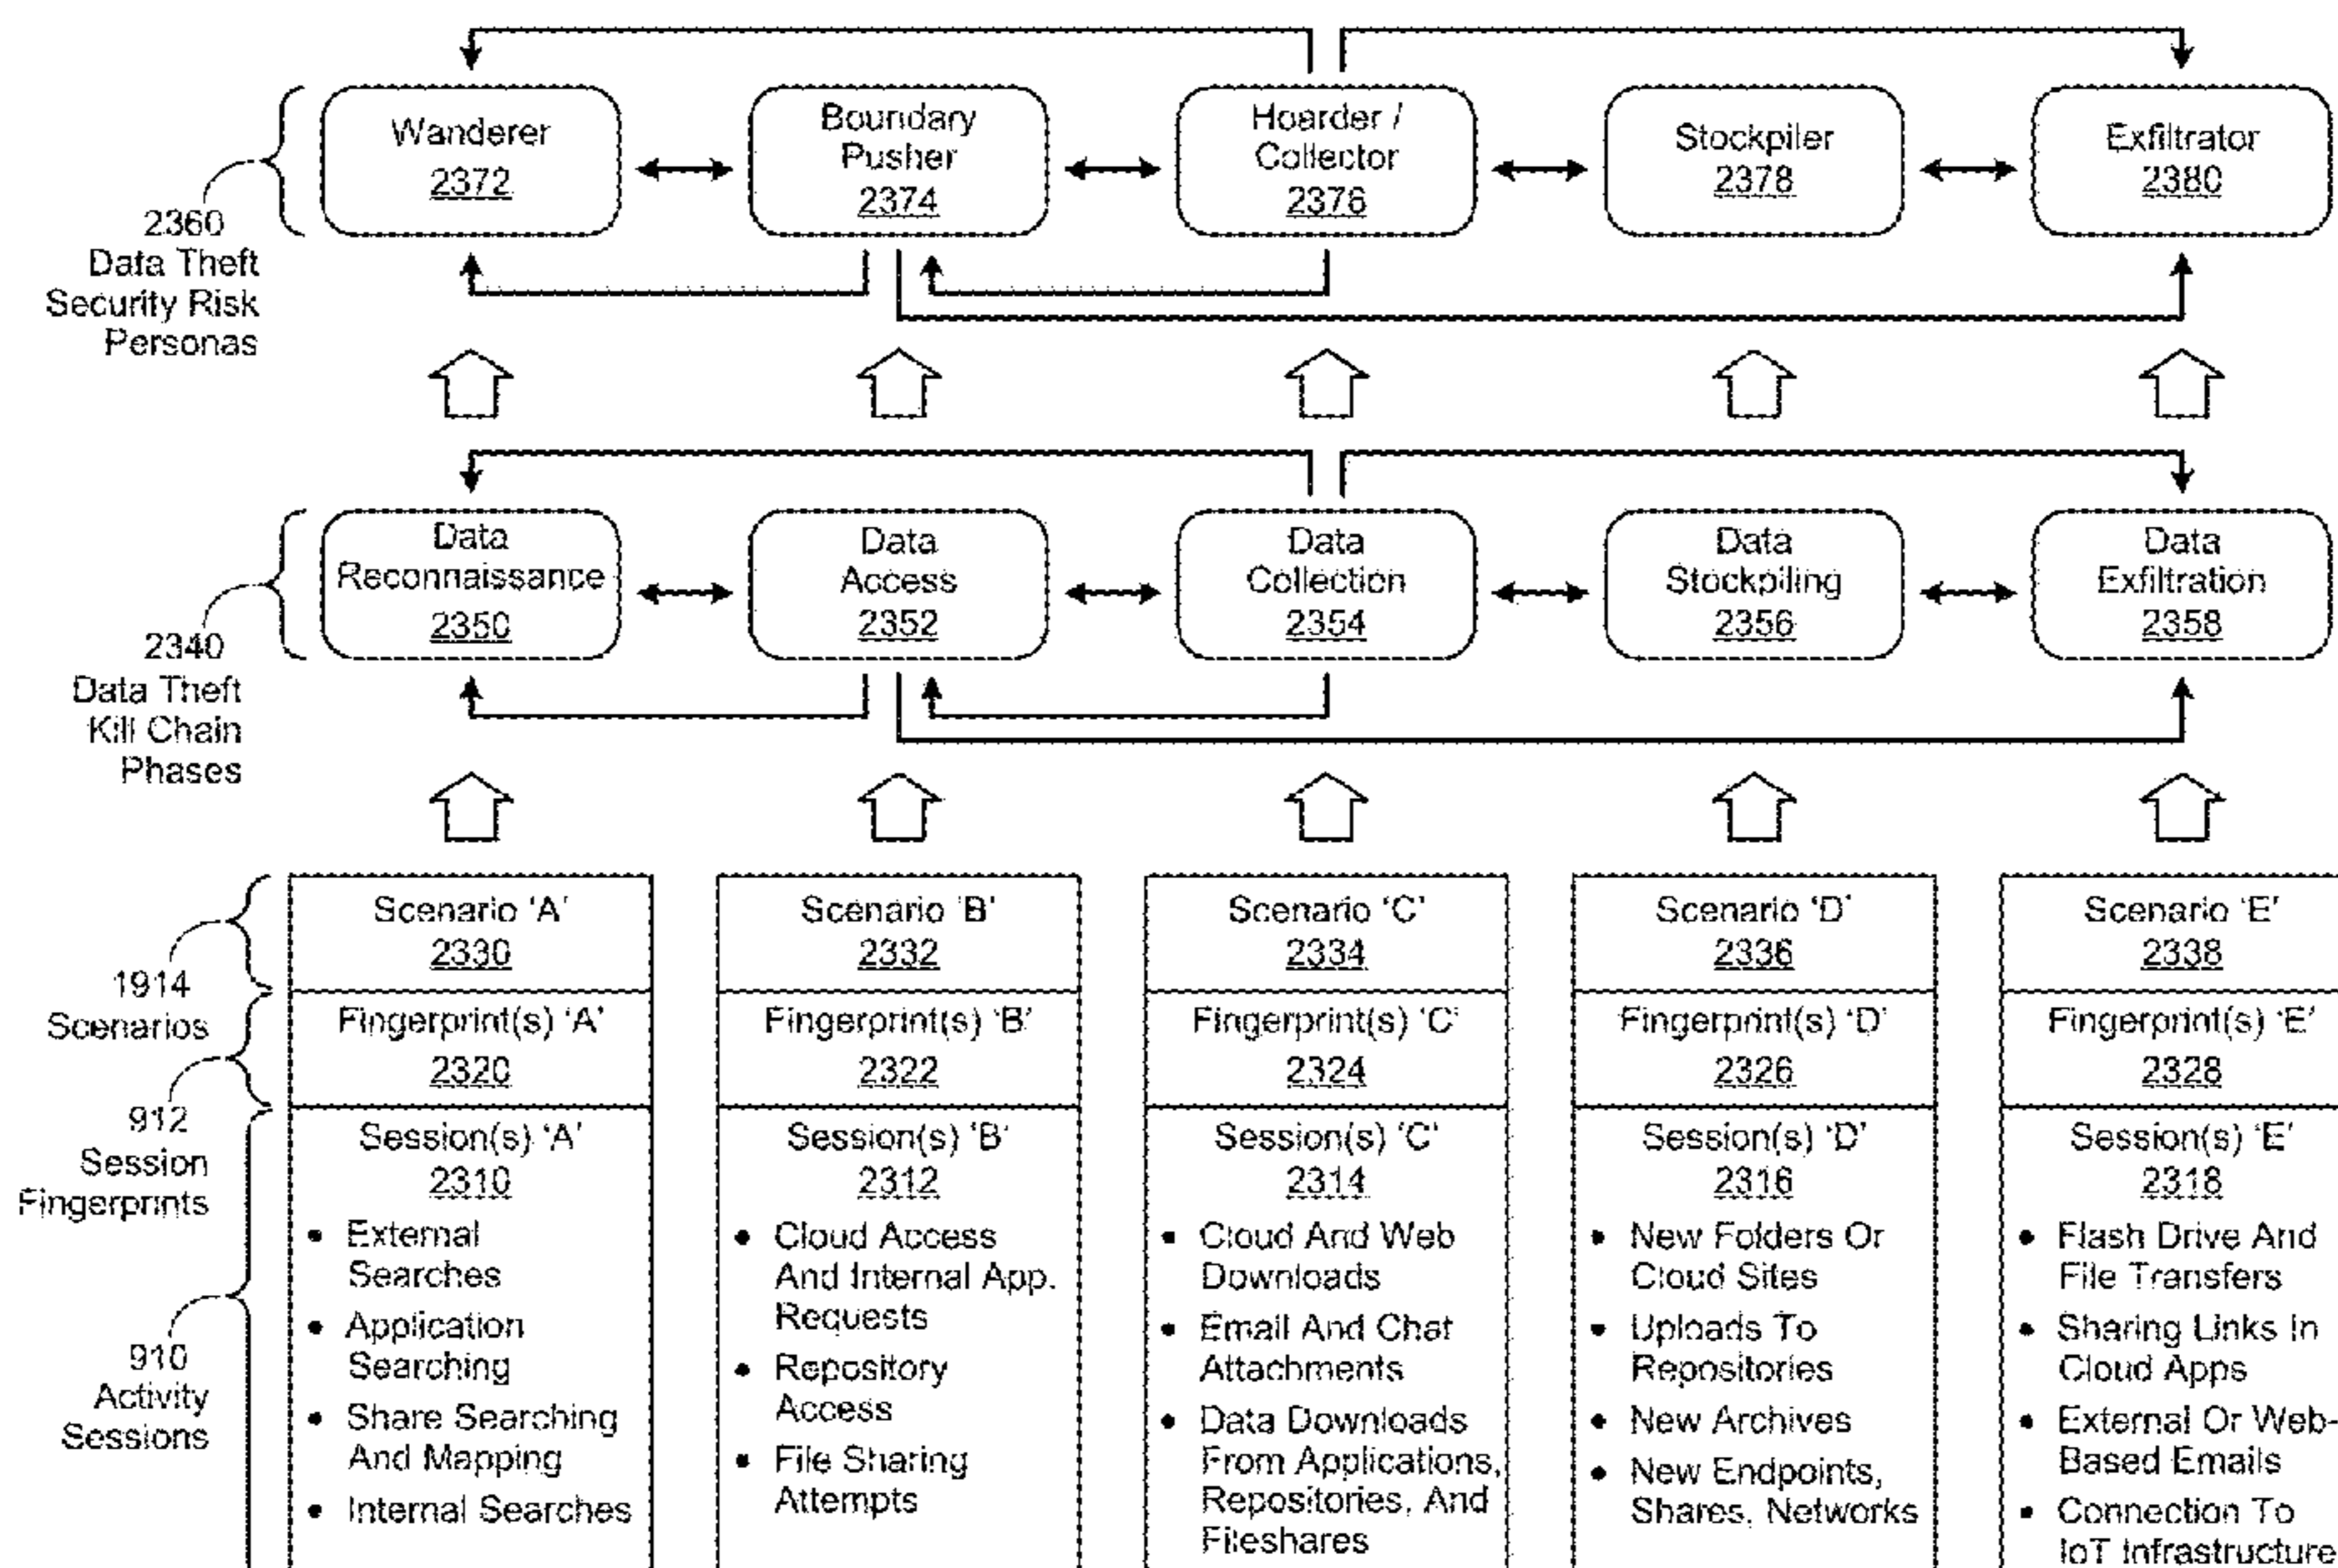 Wanderer
2372
Boundary
Pusher
2374
Hoarder /
Collector
2376
Stockpiler
2378
Exfiltrator
2380
2360
Data Theft
Security Risk
Personas
Data
Reconnaissance
2350
Data
Access
2352
Data
Collection
2354
Data
Stockpiling
2356
Data
Exfiltration
2358
2340
Data Theft
Kill Chain
Phases
Scenario ‘A’
2330
Scenario ‘B’
2332
Scenario ‘C’
2334
Scenario ‘D’
2336
Scenario ‘E’
2338
1914
Scenarios
Fingerprint(s) ‘A’
2320
Fingerprint(s) ‘B’
2322
Fingerprint(s) ‘C’
2324
Fingerprint(s) ‘D’
2326
Fingerprint(s) ‘E’
2328
912
Session
Fingerprints
910
Activity
Sessions
Session(s) ‘A’
2310
• External
Searches
• Application
Searching
• Share Searching
And Mapping
• Internal Searches
Session(s) ‘B’
2312
• Cloud Access
And Internal App.
Requests
• Repository
Access
• File Sharing
Attempts
Session(s) ‘C’
2314
• Cloud And Web
Downloads
• Email And Chat
Attachments
• Data Downloads
From Applications,
Repositories, And
Fileshares
Session(s) ‘D’
2316
• New Folders Or
Cloud Sites
• Uploads To
Repositories
• New Archives
• New Endpoints,
Shares, Networks
Session(s) ‘E’
2318
• Flash Drive And
File Transfers
• Sharing Links In
Cloud Apps
• External Or Web-
Based Emails
• Connection To
IoT Infrastructure